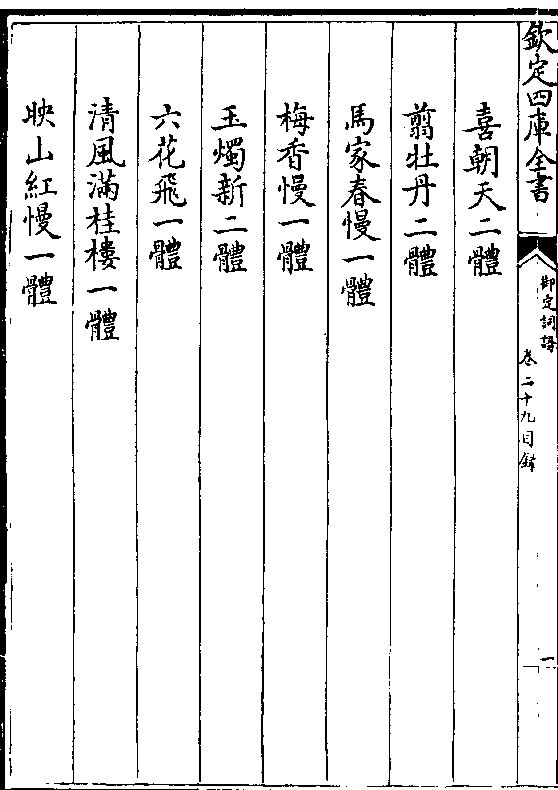 欽定四庫全書
御定詞譜
卷二十九目錄
一
喜朝天二體
翦牡丹二體
馬家春慢一體
梅香慢一體
玉燭新二體
六花飛一體
清風滿桂樓一體
映山紅慢一體